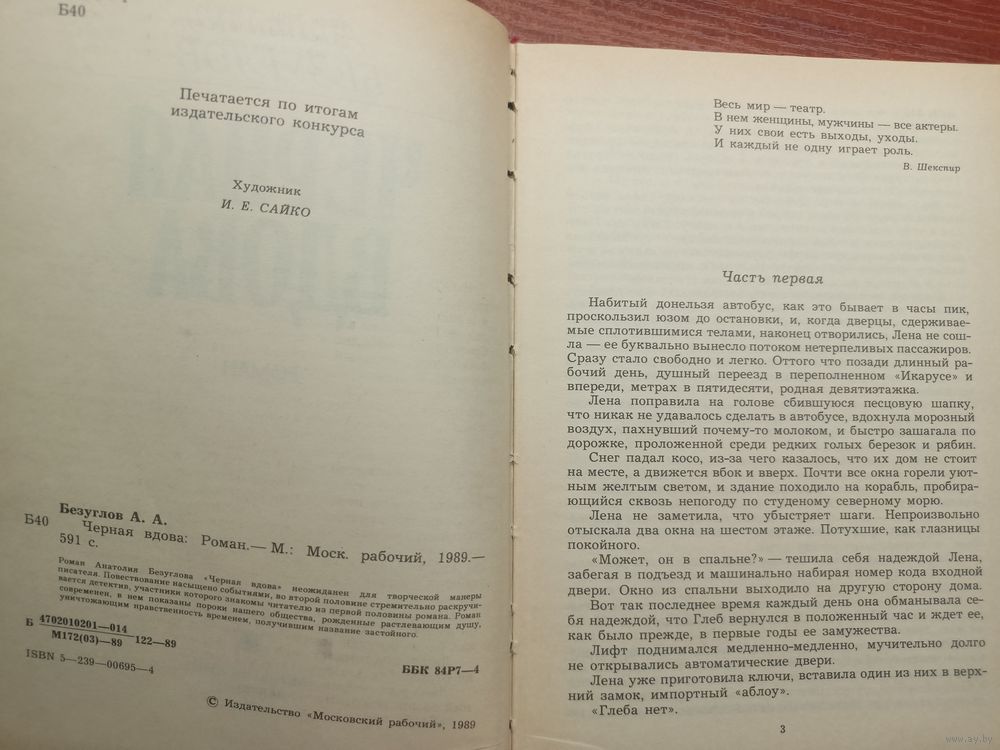 Б40
Печатается по итогам
издательского конкурса
Художник
И. Е. САЙКО
Безуглов А. А.
Б40 Черная вдова: Роман.— М.: Моск. рабочий, 1989.—
591 с.
Роман Анатолия Безуглова «Черная вдова» неожиданен для творческой манеры
писателя. Повествование насыщено событиями, во второй половине стремительно раскручи-
вается детектив, участники которого знакомы читателю из первой половины романа. Роман
современен, в нем показаны пороки нашего общества, рожденные растлевающим душу,
уничтожающим нравственность временем, получившим название застойного.
Б 4702010201—014
М172(03)—89 122—89
ISBN 5—239—00695—4
ББК 84Р7—4
© Издательство «Московский рабочий», 1989
Весь мир — театр.
В нем женщины, мужчины — все актеры.
У них свои есть выходы, уходы.
И каждый не одну играет роль.
В. Шекспир
Часть первая
Набитый донельзя автобус, как это бывает в часы пик,
проскользил юзом до остановки, и, когда дверцы, сдерживае-
мые сплотившимися телами, наконец отворились, Лена не сош-
ла — ее буквально вынесло потоком нетерпеливых пассажиров.
Сразу стало свободно и легко. Оттого что позади длинный ра-
бочий день, душный переезд в переполненном «Икарусе» и
впереди, метрах в пятидесяти, родная девятиэтажка.
Лена поправила на голове сбившуюся песцовую шапку,
что никак не удавалось сделать в автобусе, вдохнула морозный
воздух, пахнувший почему-то молоком, и быстро зашагала по
дорожке, проложенной среди редких голых березок и рябин.
Снег падал косо, из-за чего казалось, что их дом не стоит
на месте, а движется вбок и вверх. Почти все окна горели уют-
ным желтым светом, и здание походило на корабль, пробираю-
щийся сквозь непогоду по студеному северному морю.
Лена не заметила, что убыстряет шаги. Непроизвольно
отыскала два окна на шестом этаже. Потухшие, как глазницы
покойного.
«Может, он в спальне?» — тешила себя надеждой Лена,
забегая в подъезд и машинально набирая номер кода входной
двери. Окно из спальни выходило на другую сторону дома.
Вот так последнее время каждый день она обманывала се-
бя надеждой, что Глеб вернулся в положенный час и ждет ее,
как было прежде, в первые годы ее замужества.
Лифт поднимался медленно-медленно, мучительно долго
не открывались автоматические двери.
Лена уже приготовила ключи, вставила один из них в верх-
ний замок, импортный «аблоу».
«Глеба нет».
3
www.ay.by